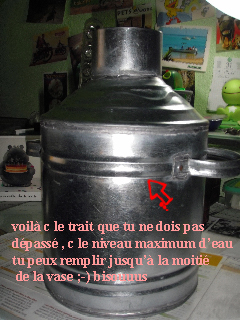 voilà c le trait que tu ne dois pas
dépassé , c le niveau maximum d'eau
tu peux remplir jusqu'à la moitié
de la vase ;-) bisouuus